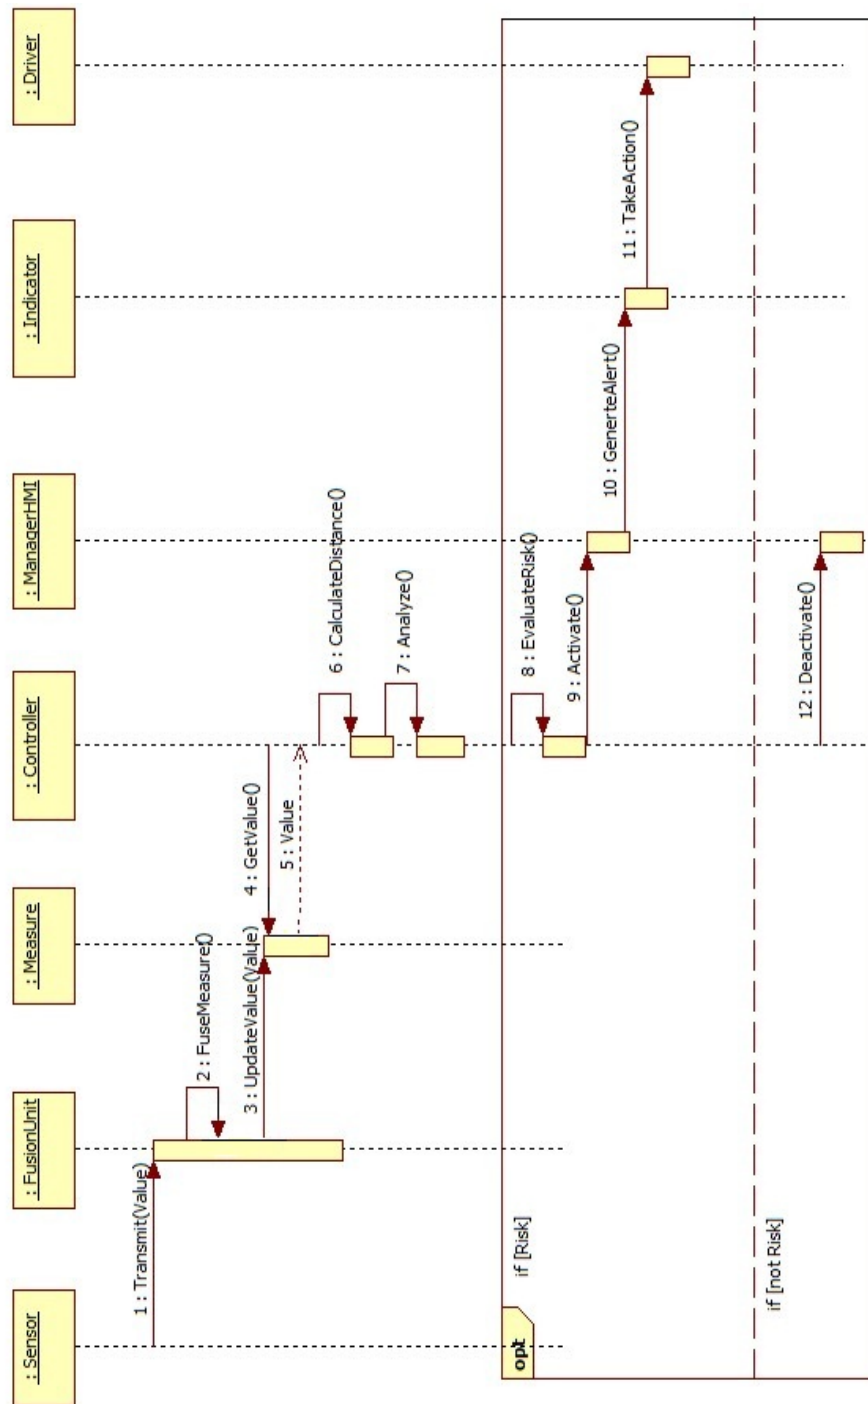 : Sensor
: FusionUnit
: Measure
: Controller
: ManagerHMI
: Indicator
: Driver
1 : Transmit(Value)
2 : FuseMeasure()
3 : UpdateValue(Value)
4 : GetValue()
5 : Value
6 : CalculateDistance()
7 : Analyze()
opt
if [Risk]
8 : EvaluateRisk()
9 : Activate()
10 : GenerteAlert()
11 : TakeAction()
if [not Risk]
12 : Deactivate()